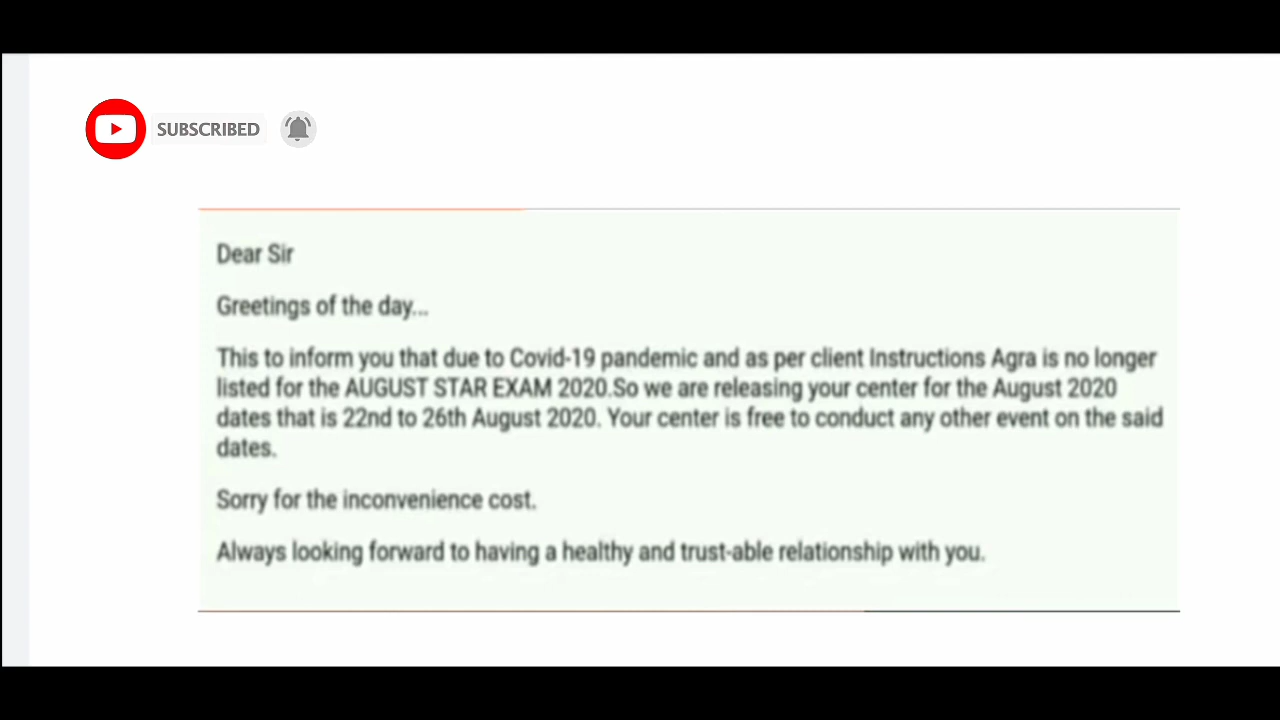 SUBSCRIBED
Dear Sir
Greetings of the day...
This to inform you that due to Covid-19 pandemic and as per client Instructions Agra is no longer
listed for the AUGUST STAR EXAM 2020.So we are releasing your center for the August 2020
dates that is 22nd to 26th August 2020. Your center is free to conduct any other event on the said
dates.
Sorry for the inconvenience cost.
Always looking forward to having a healthy and trust-able relationship with you.